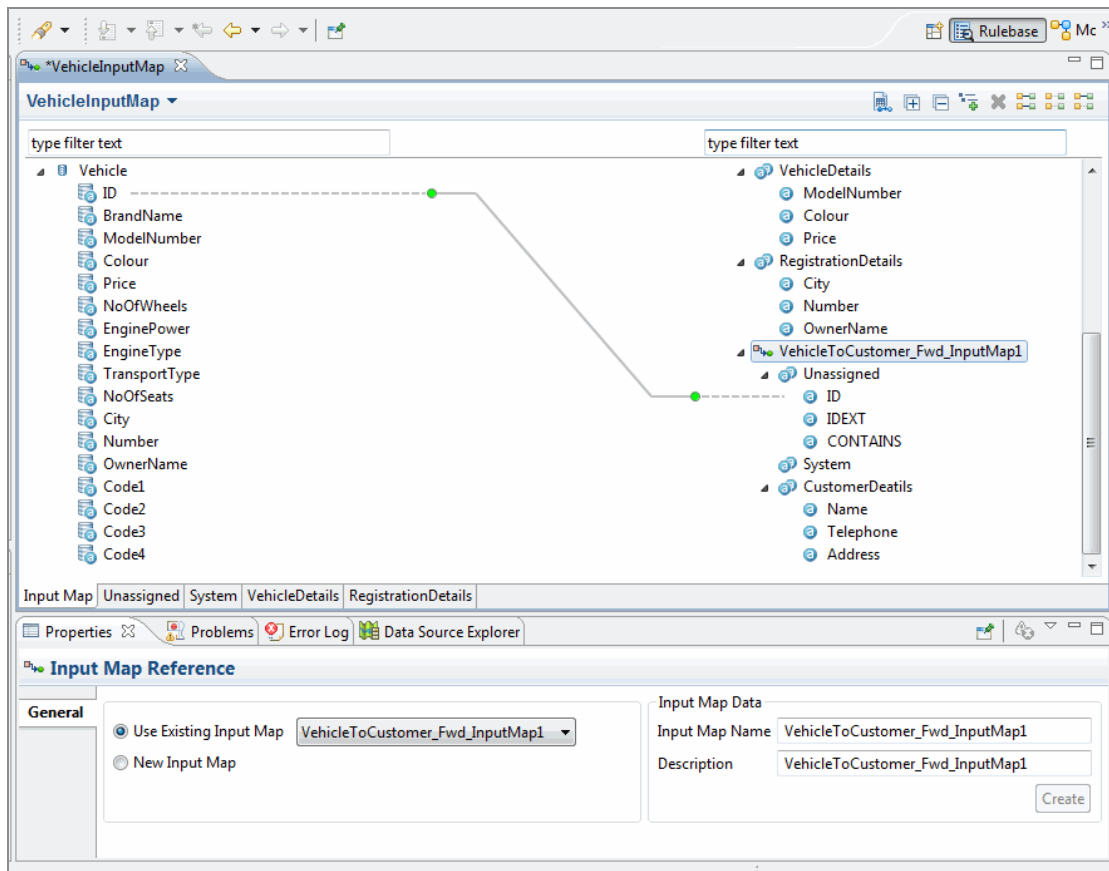 Rulebase Mc
*VehicleInputMap
VehicleInputMap
type filter text
type filter text
Vehicle
ID
BrandName
ModelNumber
Colour
Price
NoOfWheels
EnginePower
EngineType
TransportType
NoOfSeats
City
Number
OwnerName
Code1
Code2
Code3
Code4
VehicleDetails
ModelNumber
Colour
Price
RegistrationDetails
City
Number
OwnerName
VehicleToCustomer_Fwd_InputMap1
Unassigned
ID
IDEXT
CONTAINS
System
CustomerDeatils
Name
Telephone
Address
Input Map Unassigned System VehicleDetails RegistrationDetails
Properties Problems Error Log Data Source Explorer
Input Map Reference
General
Use Existing Input Map VehicleToCustomer_Fwd_InputMap1
New Input Map
Input Map Data
Input Map Name VehicleToCustomer_Fwd_InputMap1
Description VehicleToCustomer_Fwd_InputMap1
Create